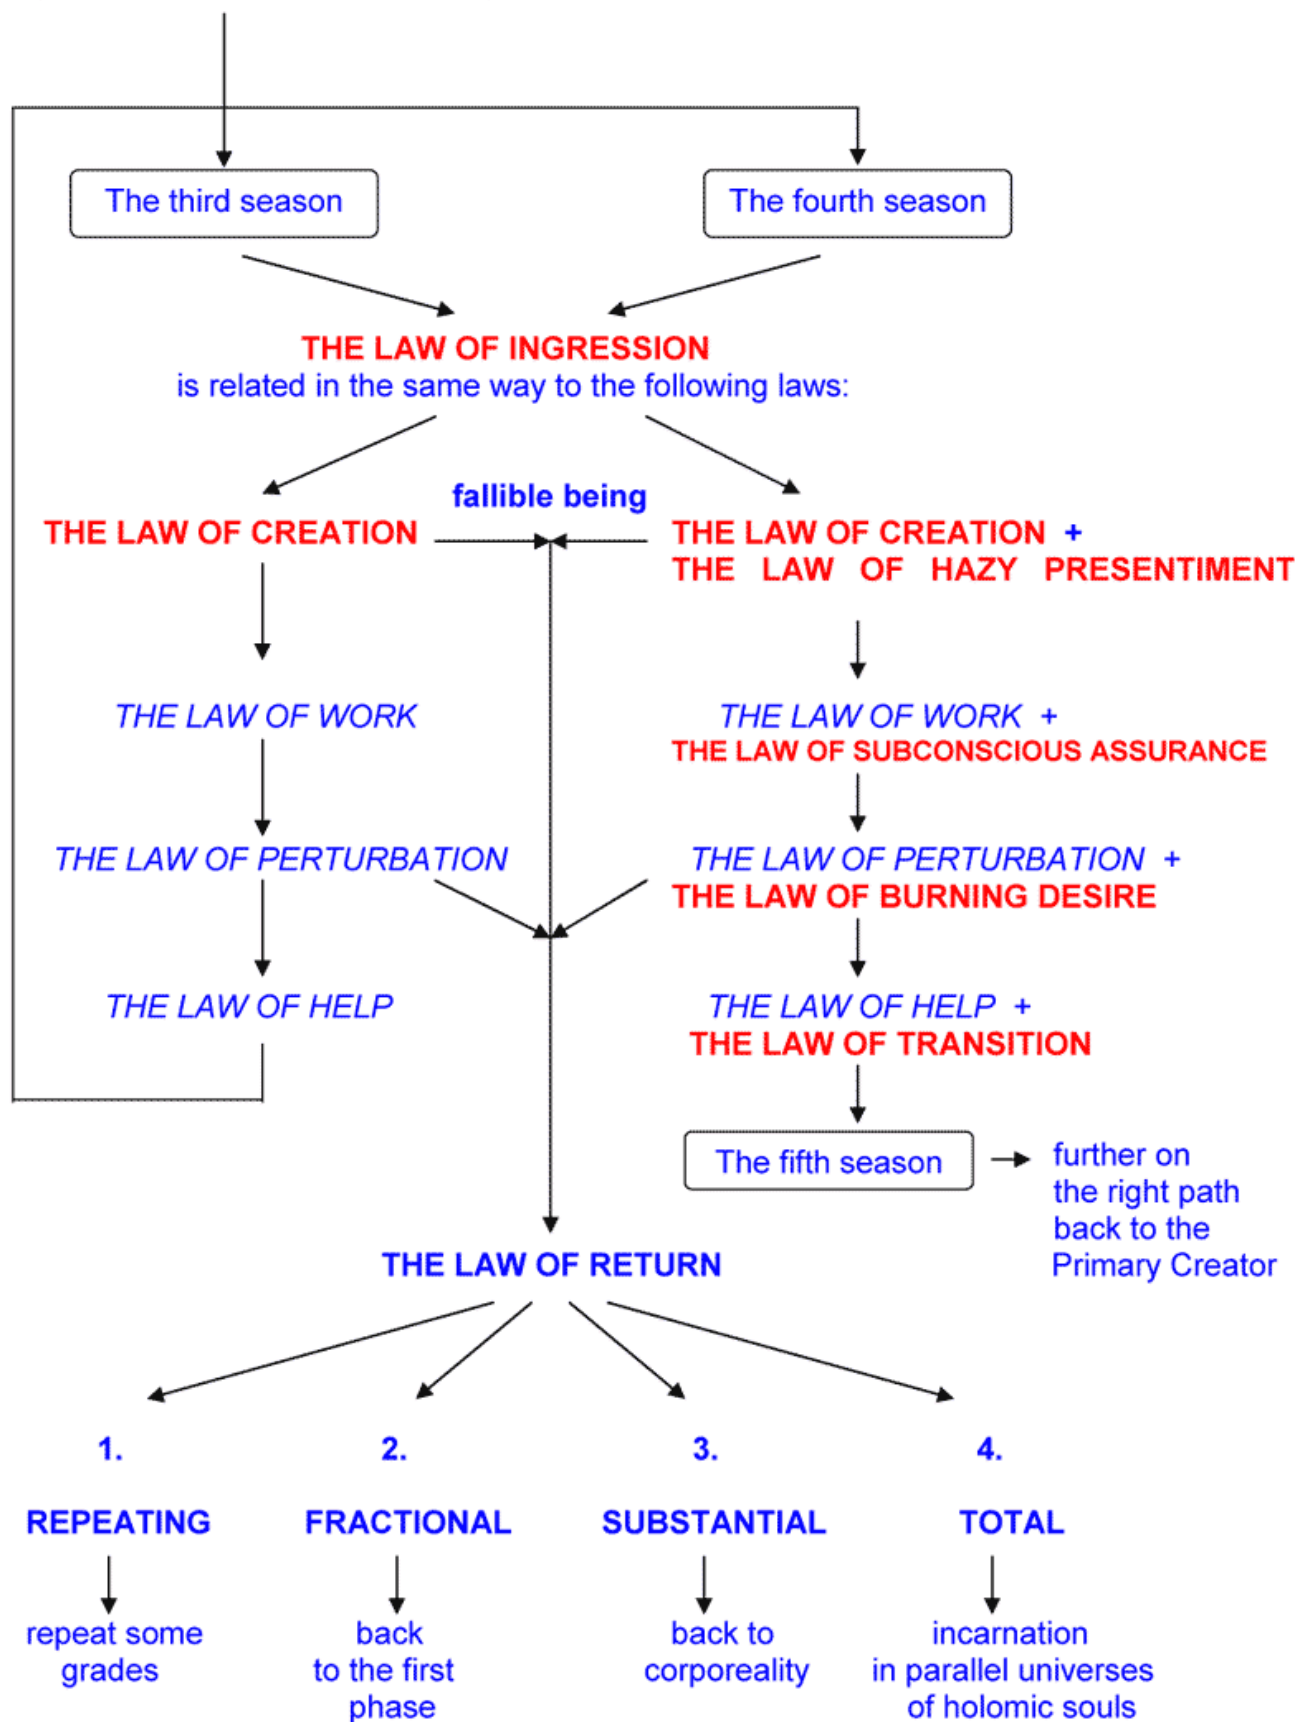 The third season
The fourth season
THE LAW OF INGRESSION
is related in the same way to the following laws:
fallible being
THE LAW OF CREATION
THE LAW OF CREATION +
THE LAW OF HAZY PRESENTIMENT
THE LAW OF WORK
THE LAW OF WORK +
THE LAW OF SUBCONSCIOUS ASSURANCE
THE LAW OF PERTURBATION
THE LAW OF PERTURBATION +
THE LAW OF BURNING DESIRE
THE LAW OF HELP
THE LAW OF HELP +
THE LAW OF TRANSITION
The fifth season
further on
the right path
back to the
Primary Creator
THE LAW OF RETURN
1.
REPEATING
repeat some
grades
2.
FRACTIONAL
back
to the first
phase
3.
SUBSTANTIAL
back to
corporeality
4.
TOTAL
incarnation
in parallel universes
of holomic souls